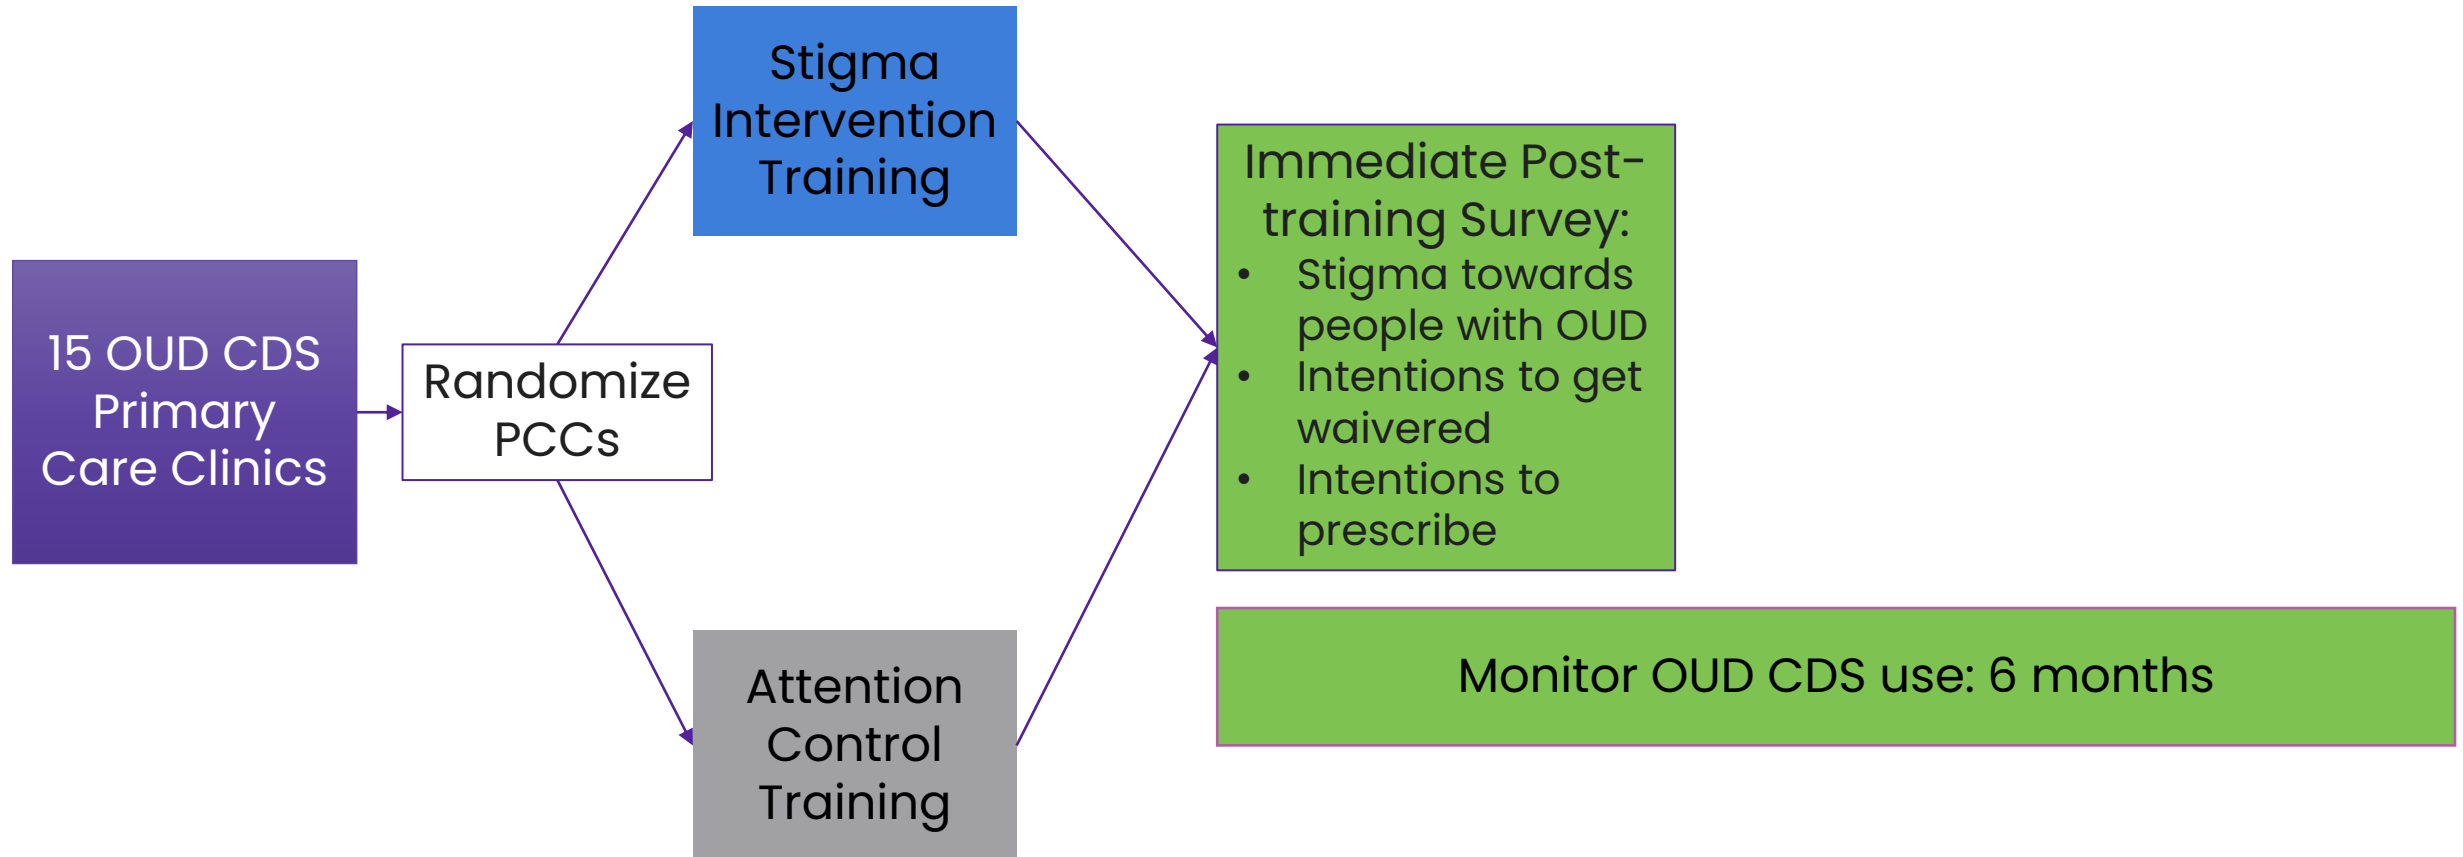 15 OUD CDS
Primary
Care Clinics
Randomize
PCCs
Stigma
Intervention
Training
Attention
Control
Training
Immediate Post-
training Survey:
• Stigma towards
people with OUD
• Intentions to get
waivered
• Intentions to
prescribe
Monitor OUD CDS use: 6 months